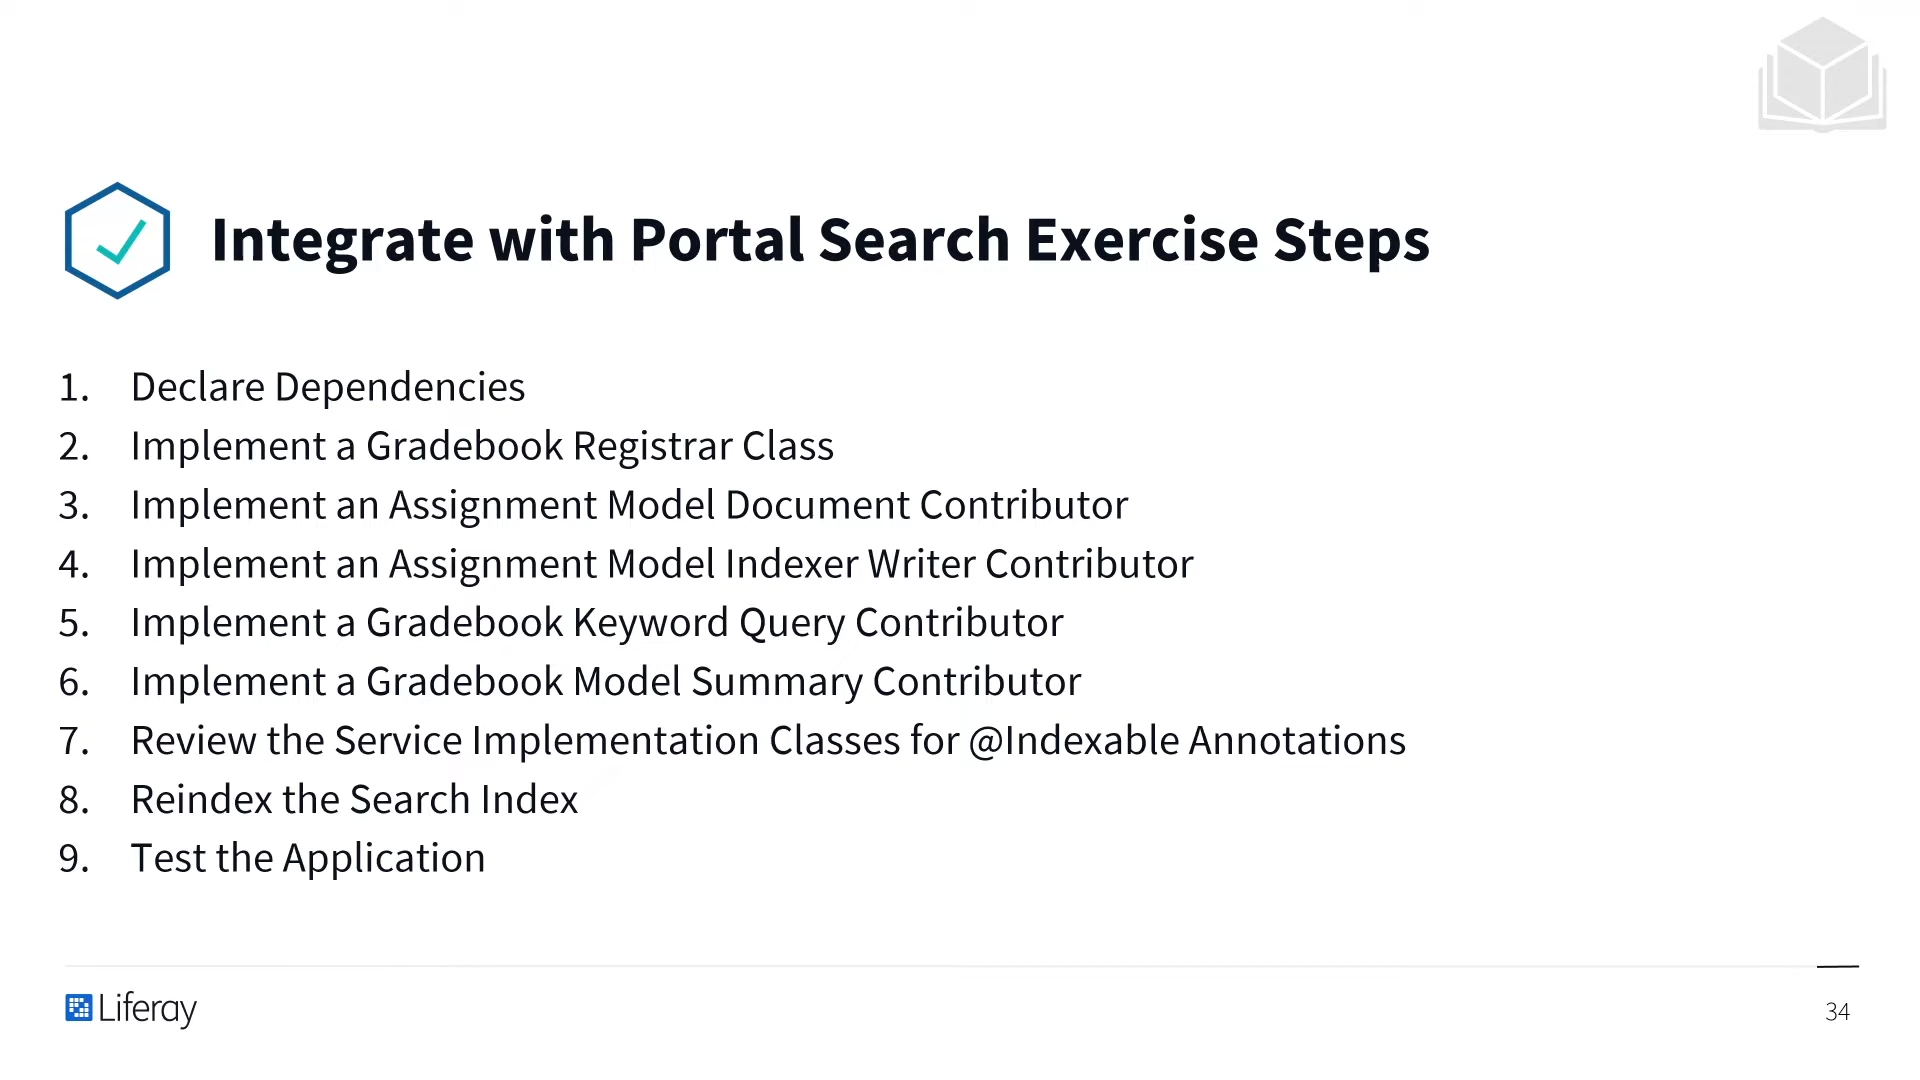 Integrate with Portal Search Exercise Steps
1. Declare Dependencies
2. Implement a Gradebook Registrar Class
3. Implement an Assignment Model Document Contributor
4. Implement an Assignment Model Indexer Writer Contributor
5. Implement a Gradebook Keyword Query Contributor
6. Implement a Gradebook Model Summary Contributor
7. Review the Service Implementation Classes for @Indexable Annotations
8. Reindex the Search Index
9. Test the Application
Liferay
34